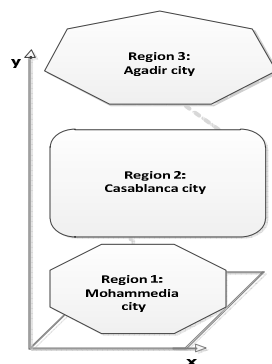 y
Region 3:
Agadir city
Region 2:
Casablanca city
Region 1:
Mohammedia
city
x